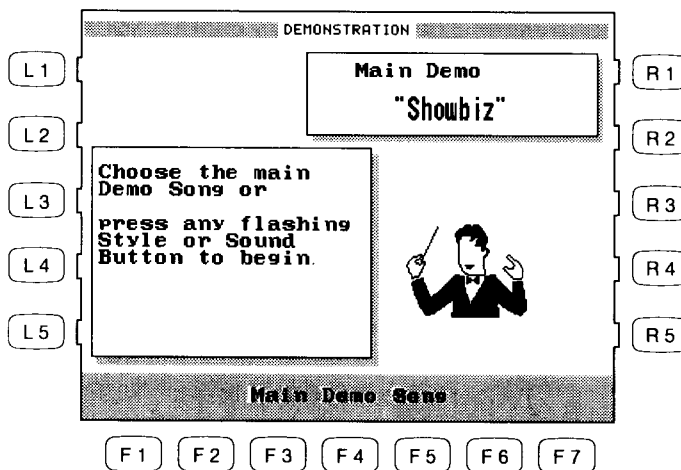 DEMONSTRATION
L1
R1
Main Demo
"Showbiz"
L2
R2
Choose the main
Demo Song or
press any flashing
Style or Sound
Button to begin.
L3
R3
L4
R4
L5
R5
Main Demo Song
F1 F2 F3 F4 F5 F6 F7